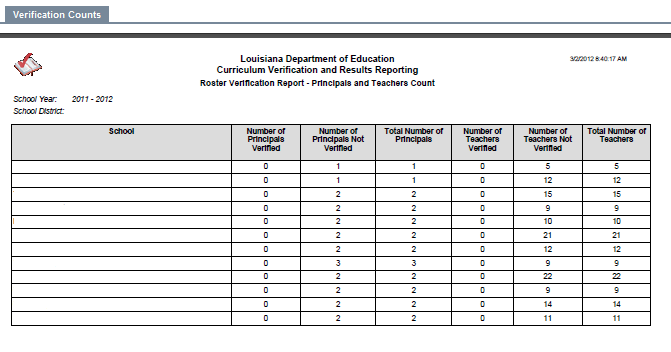 Verification Counts
Louisiana Department of Education
3/2/2012 8:40:17 AM
Curriculum Verification and Results Reporting
Roster Verification Report - Principals and Teachers Count
School Year: 2011 - 2012
School District:
School Number of Principals Verified Number of Principals Not Verified Total Number of Principals Number of Teachers Verified Number of Teachers Not Verified Total Number of Teachers
0 1 1 0 5 5
0 1 1 0 12 12
0 2 2 0 15 15
0 2 2 0 9 9
0 2 2 0 10 10
0 2 2 0 21 21
0 2 2 0 12 12
0 3 3 0 9 9
0 2 2 0 22 22
0 2 2 0 9 9
0 2 2 0 14 14
0 2 2 0 11 11